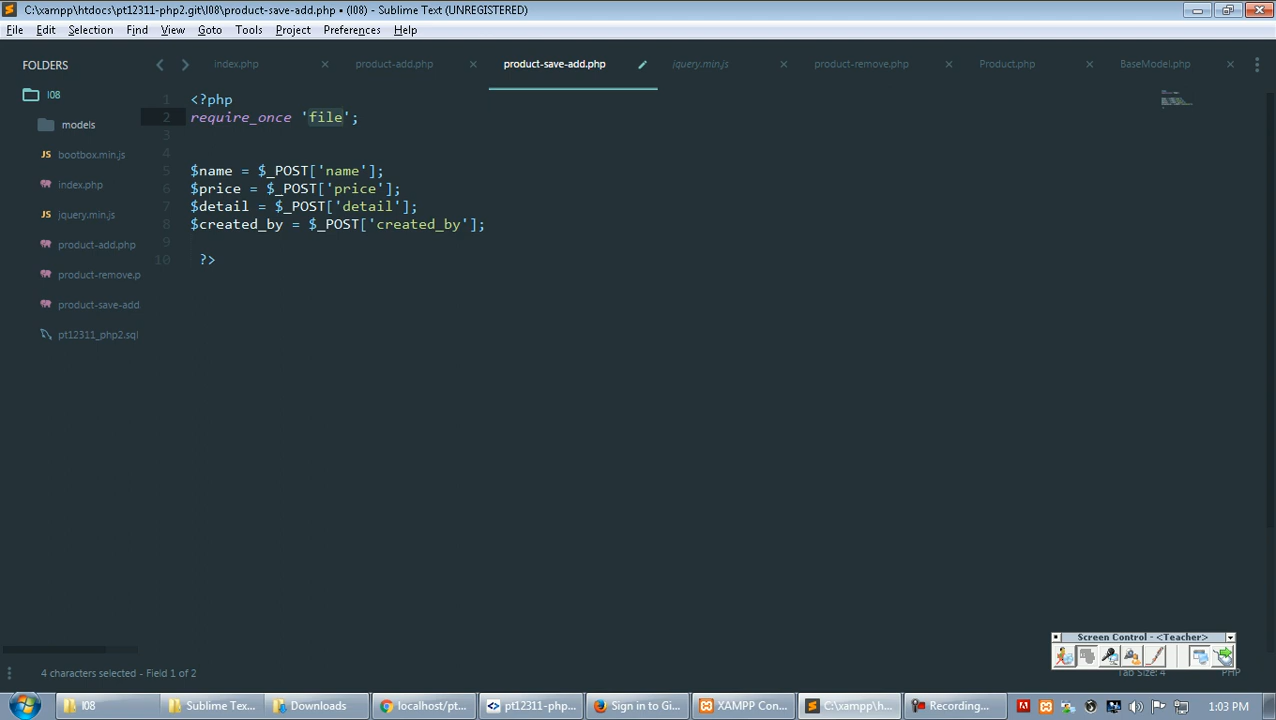 C:\xampp\htdocs\pt12311-php2.git\l08\product-save-add.php • (l08) - Sublime Text (UNREGISTERED)
File Edit Selection Find View Goto Tools Project Preferences Help
FOLDERS
index.php product-add.php product-save-add.php jquery.min.js product-remove.php Product.php BaseModel.php
l08
models
bootbox.min.js
index.php
jquery.min.js
product-add.php
product-remove.p
product-save-add
pt12311_php2.sql
1 <?php
2 require_once 'file';
3
4
5 $name = $_POST['name'];
6 $price = $_POST['price'];
7 $detail = $_POST['detail'];
8 $created_by = $_POST['created_by'];
9
10 ?>
Screen Control - <Teacher>
4 characters selected - Field 1 of 2
Tab Size: 4 PHP
l08 Sublime Tex... Downloads localhost/pt... pt12311-php... Sign in to Gi... XAMPP Con... C:\xampp\h... Recording... 1:03 PM